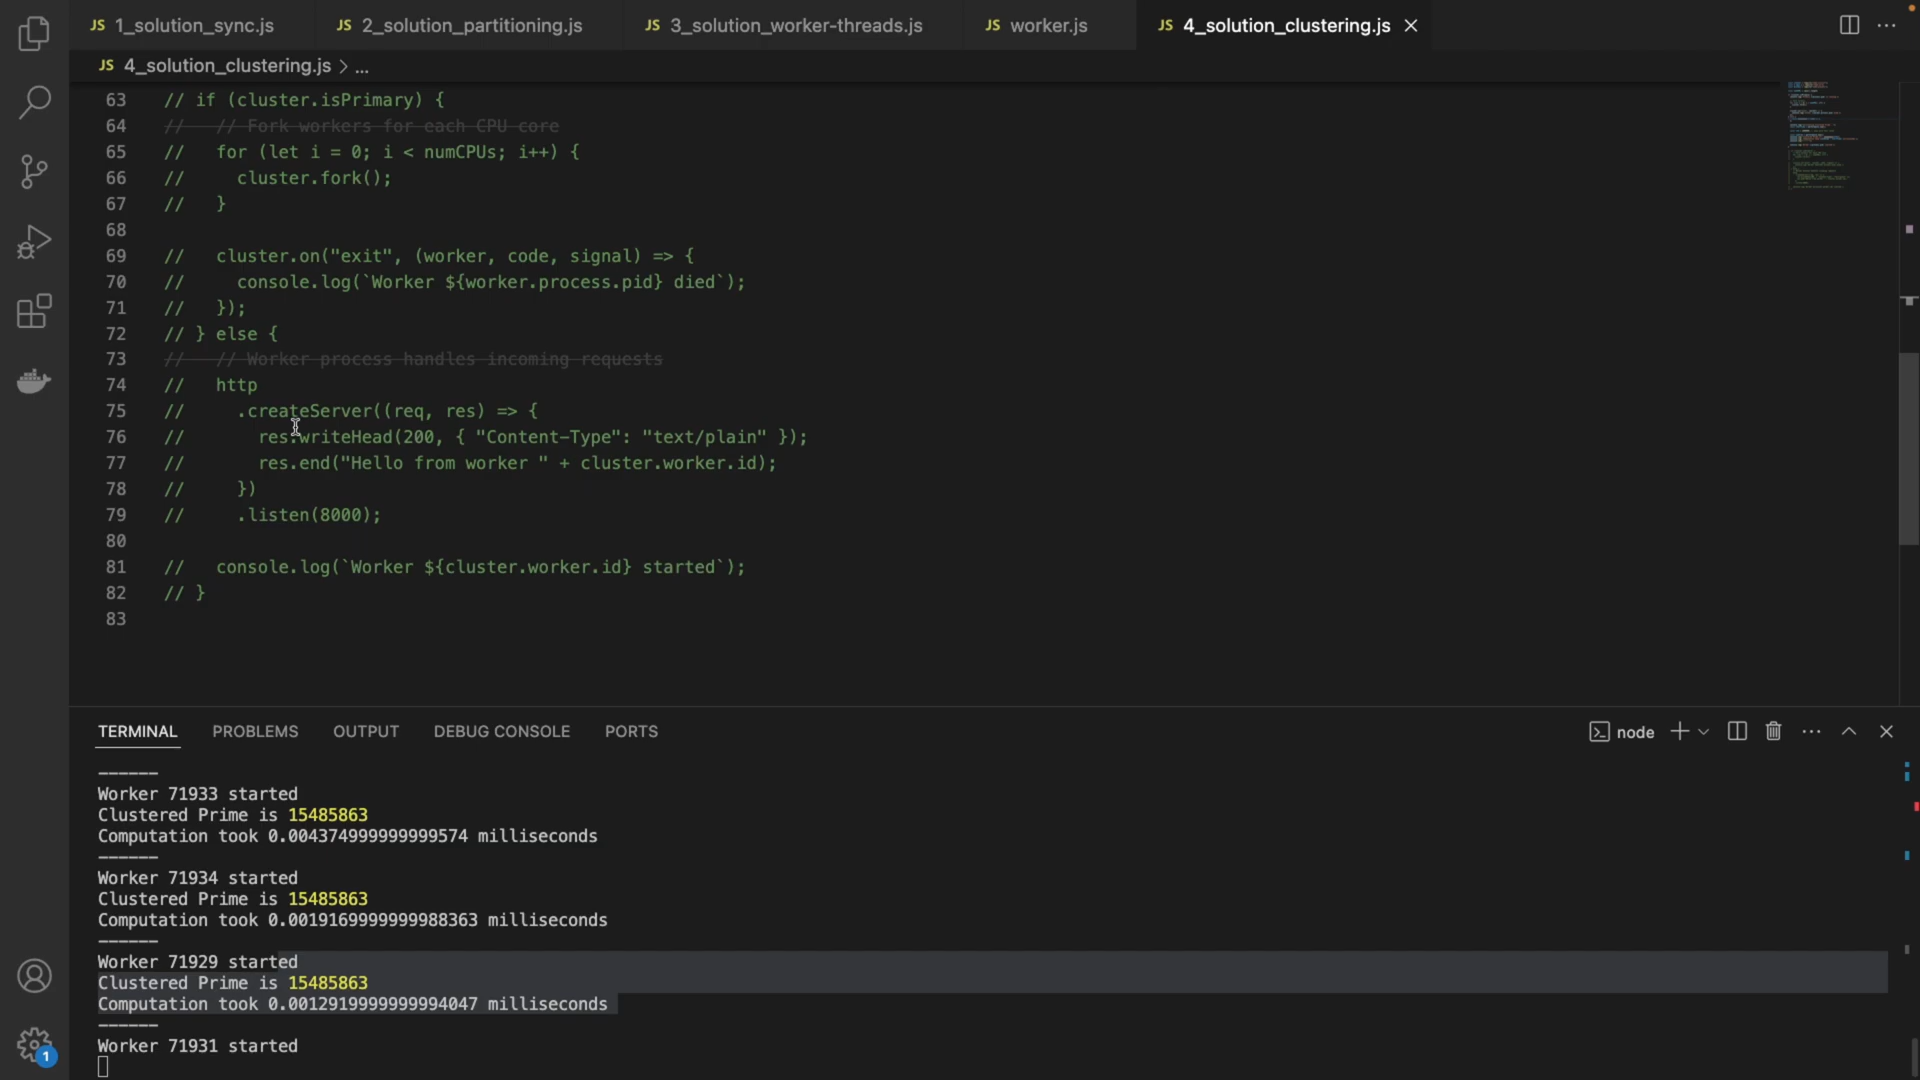 JS 1_solution_sync.js JS 2_solution_partitioning.js JS 3_solution_worker-threads.js JS worker.js JS 4_solution_clustering.js
JS 4_solution_clustering.js > ...
63 // if (cluster.isPrimary) {
64 //   // Fork workers for each CPU core
65 //   for (let i = 0; i < numCPUs; i++) {
66 //     cluster.fork();
67 //   }
68
69 //   cluster.on("exit", (worker, code, signal) => {
70 //     console.log(`Worker ${worker.process.pid} died`);
71 //   });
72 // } else {
73 //   // Worker process handles incoming requests
74 //   http
75 //     .createServer((req, res) => {
76 //       res.writeHead(200, { "Content-Type": "text/plain" });
77 //       res.end("Hello from worker " + cluster.worker.id);
78 //     })
79 //     .listen(8000);
80
81 //   console.log(`Worker ${cluster.worker.id} started`);
82 // }
83
TERMINAL PROBLEMS OUTPUT DEBUG CONSOLE PORTS node
------
Worker 71933 started
Clustered Prime is 15485863
Computation took 0.004374999999999574 milliseconds
------
Worker 71934 started
Clustered Prime is 15485863
Computation took 0.0019169999999988363 milliseconds
------
Worker 71929 started
Clustered Prime is 15485863
Computation took 0.0012919999999994047 milliseconds
------
Worker 71931 started
1